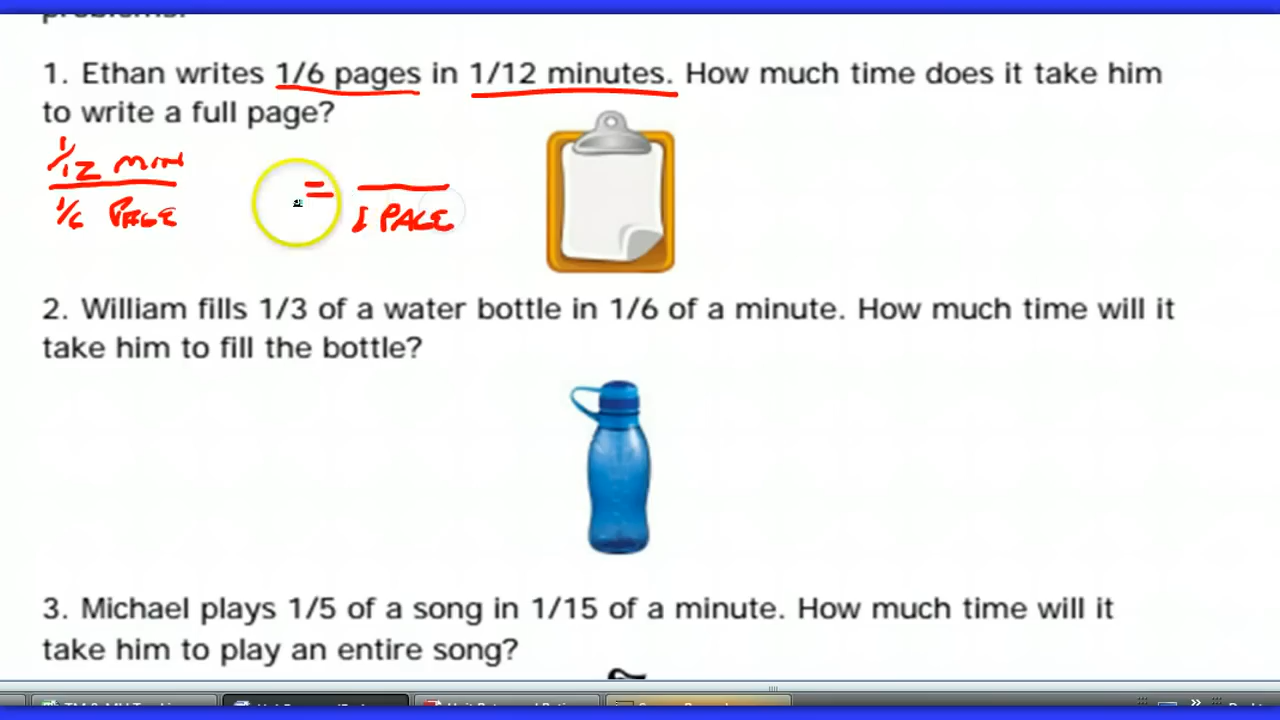 problems.
1. Ethan writes 1/6 pages in 1/12 minutes. How much time does it take him
to write a full page?
1/12 MIN
1/6 PAGE
=
1 PAGE
2. William fills 1/3 of a water bottle in 1/6 of a minute. How much time will it
take him to fill the bottle?
3. Michael plays 1/5 of a song in 1/15 of a minute. How much time will it
take him to play an entire song?